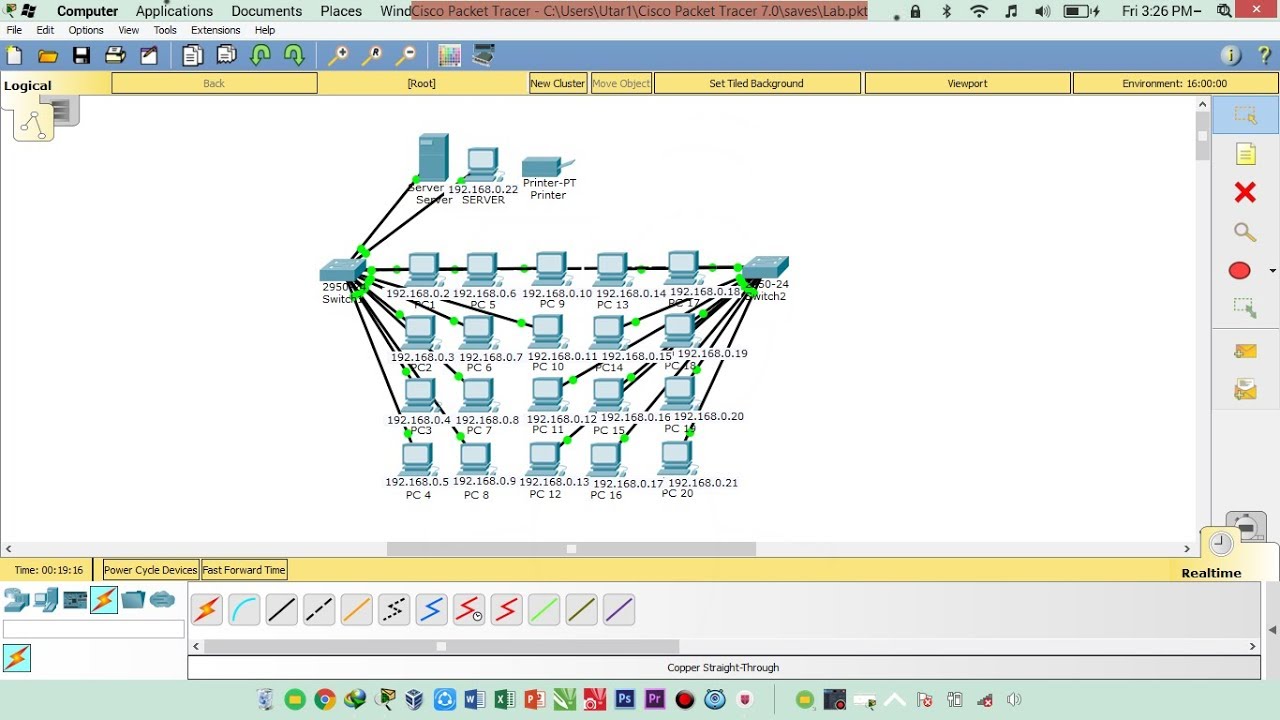 Computer Applications Documents Places Wind Cisco Packet Tracer - C:\Users\Utar1\Cisco Packet Tracer 7.0\saves\Lab.pkt Fri 3:26 PM
File Edit Options View Tools Extensions Help
Logical Back [Root] New Cluster Move Object Set Tiled Background Viewport Environment: 16:00:00
Server 192.168.0.22 Printer-PT
Server SERVER Printer
Switch2
192.168.0.2 192.168.0.6 192.168.0.10 192.168.0.14 192.168.0.18
PC1 PC 5 PC 9 PC 13 PC 17
192.168.0.3 192.168.0.7 192.168.0.11 192.168.0.15 192.168.0.19
PC2 PC 6 PC 10 PC14 PC 18
192.168.0.4 192.168.0.8 192.168.0.12 192.168.0.16 192.168.0.20
PC3 PC 7 PC 11 PC 15 PC 19
192.168.0.5 192.168.0.9 192.168.0.13 192.168.0.17 192.168.0.21
PC 4 PC 8 PC 12 PC 16 PC 20
Time: 00:19:16 Power Cycle Devices Fast Forward Time
Realtime
Copper Straight-Through